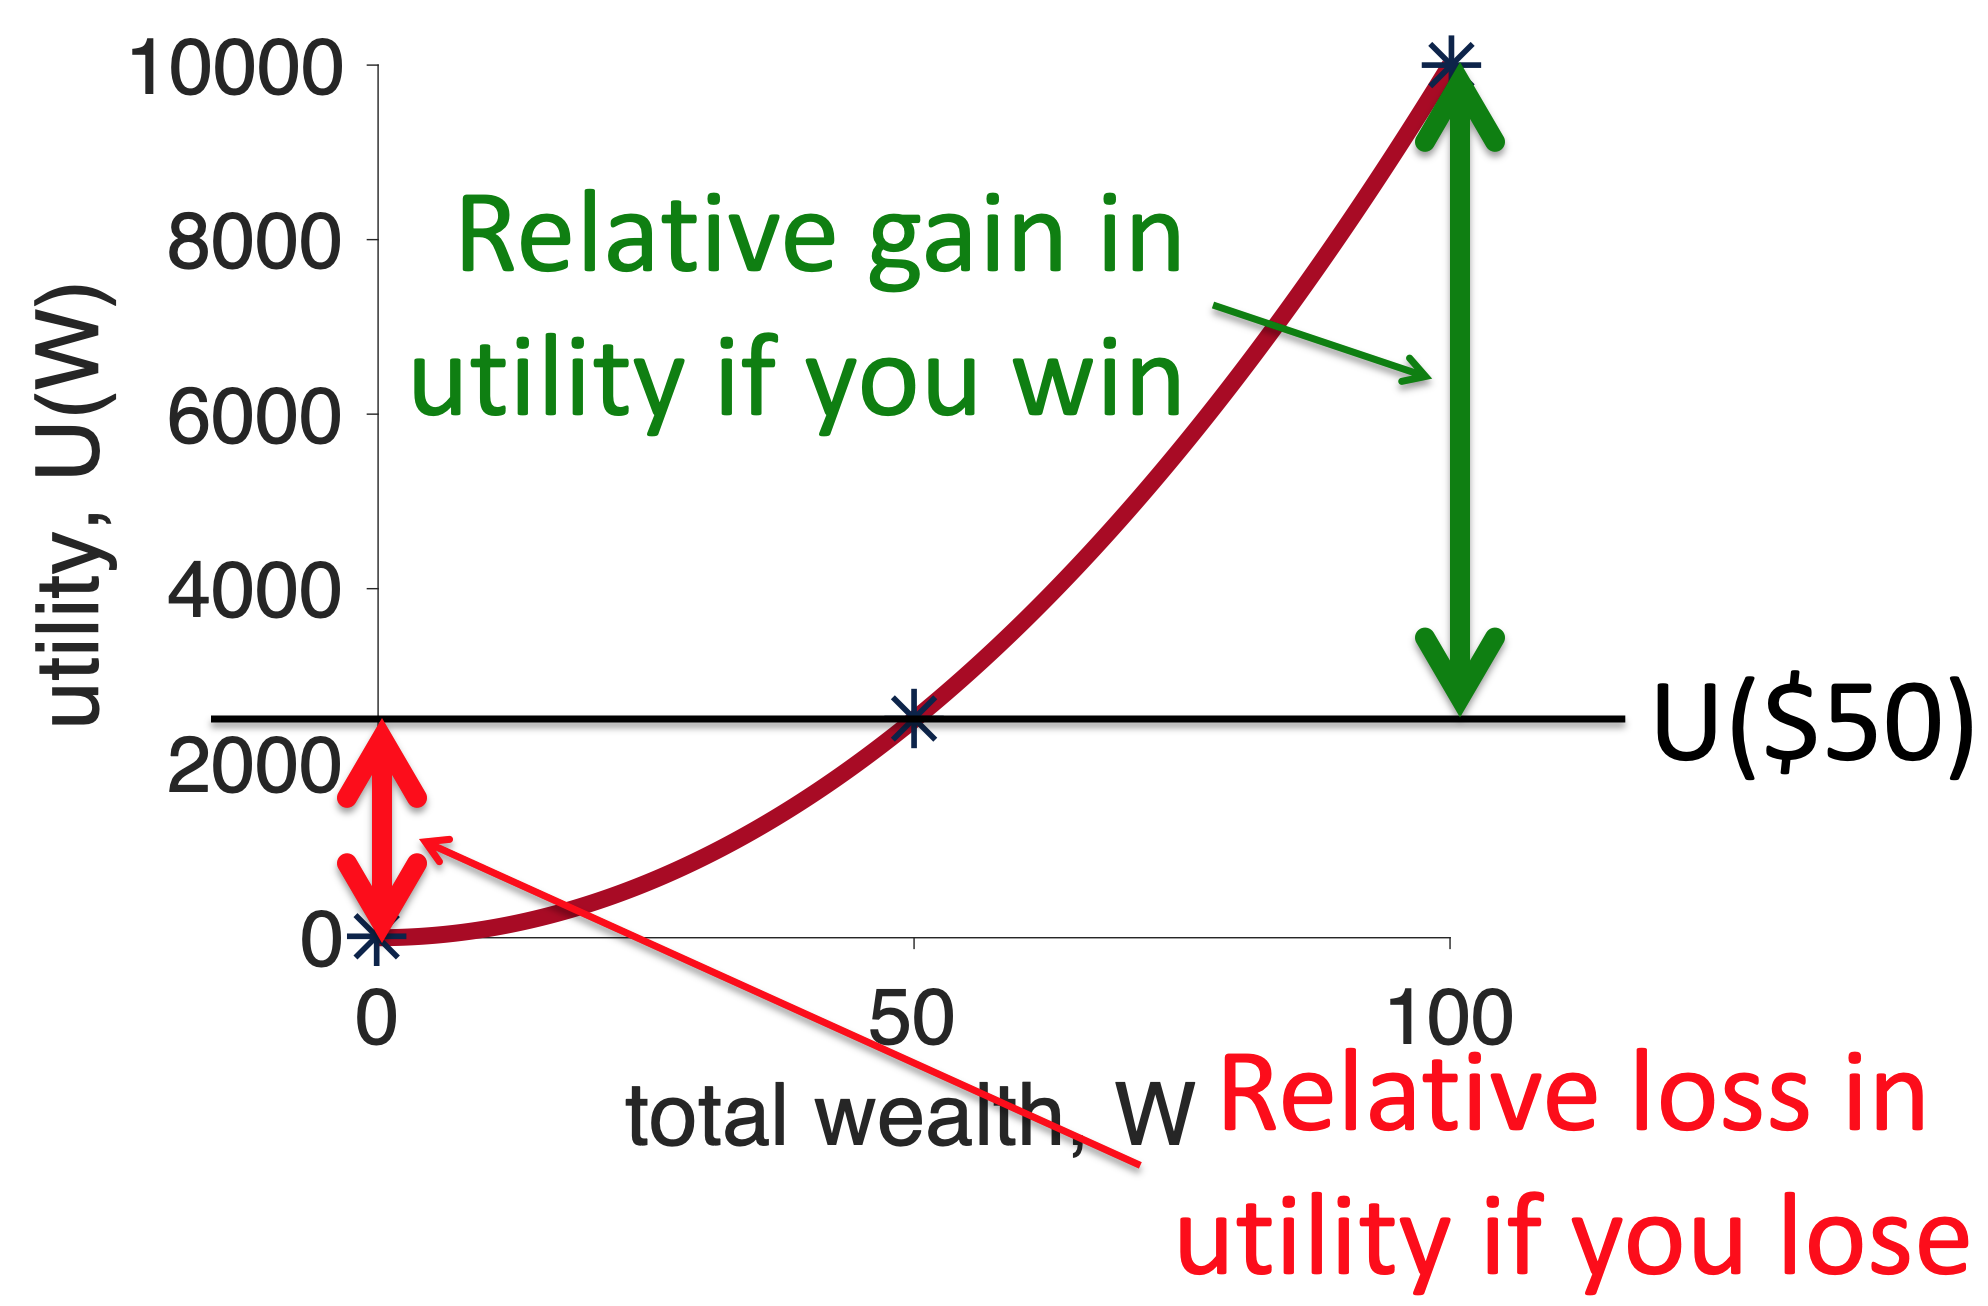 10000
8000
6000
4000
2000
0
utility, U(W)
Relative gain in
utility if you win
U($50)
0 50 100
total wealth, W
Relative loss in
utility if you lose